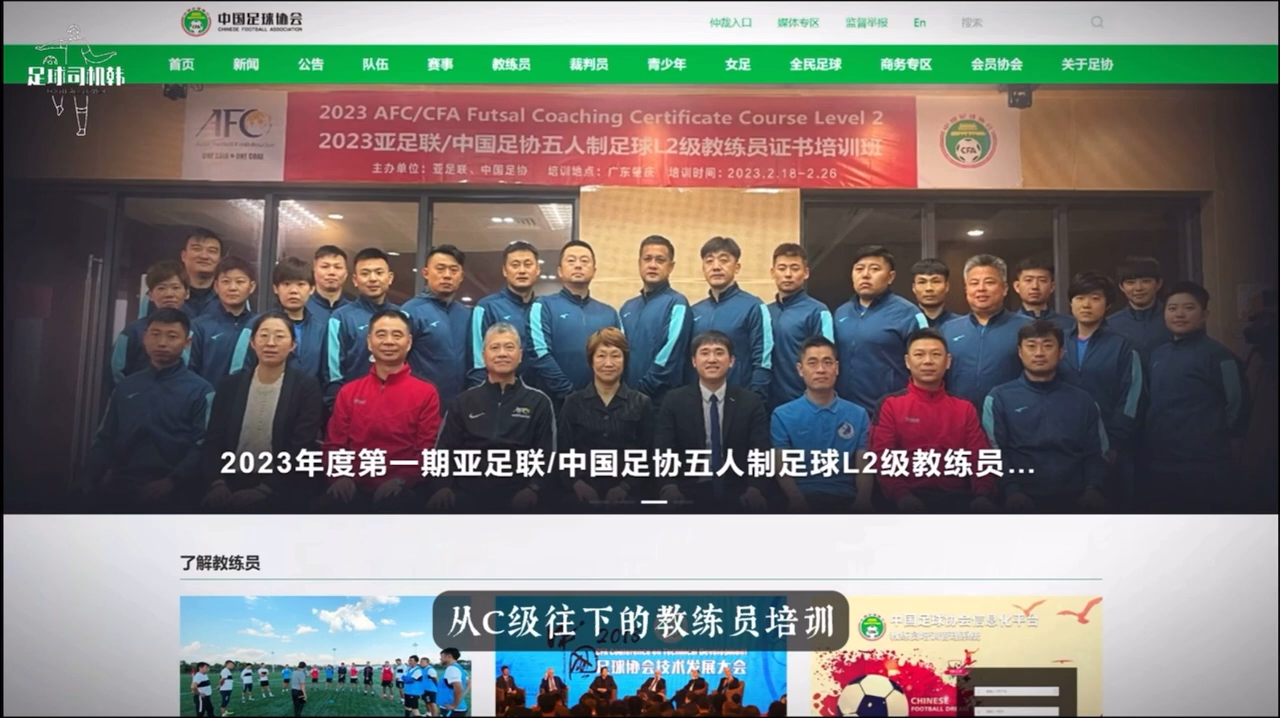 中国足球协会
CHINESE FOOTBALL ASSOCIATION
仲裁入口 媒体专区 监督举报 En 搜索
足球司机韩
首页 新闻 公告 队伍 赛事 教练员 裁判员 青少年 女足 全民足球 商务专区 会员协会 关于足协
AFC
2023 AFC/CFA Futsal Coaching Certificate Course Level 2
2023亚足联/中国足协五人制足球L2级教练员证书培训班
主办单位：亚足联、中国足协 培训地点：广东肇庆 培训时间：2023.2.18-2.26
CFA
2023年度第一期亚足联/中国足协五人制足球L2级教练员...
了解教练员
从C级往下的教练员培训
中国足球协会信息化平台
足球协会技术发展大会
CHINESE
FOOTBALL